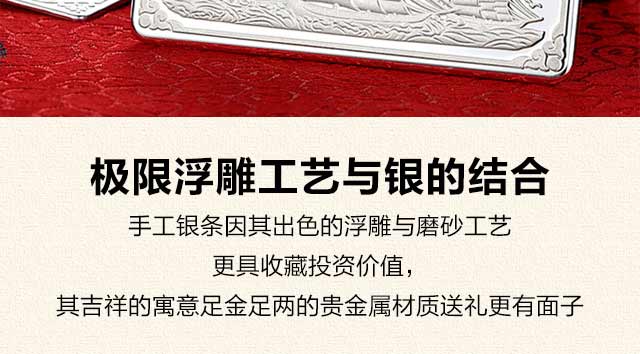 极限浮雕工艺与银的结合
手工银条因其出色的浮雕与磨砂工艺
更具收藏投资价值，
其吉祥的寓意足金足两的贵金属材质送礼更有面子